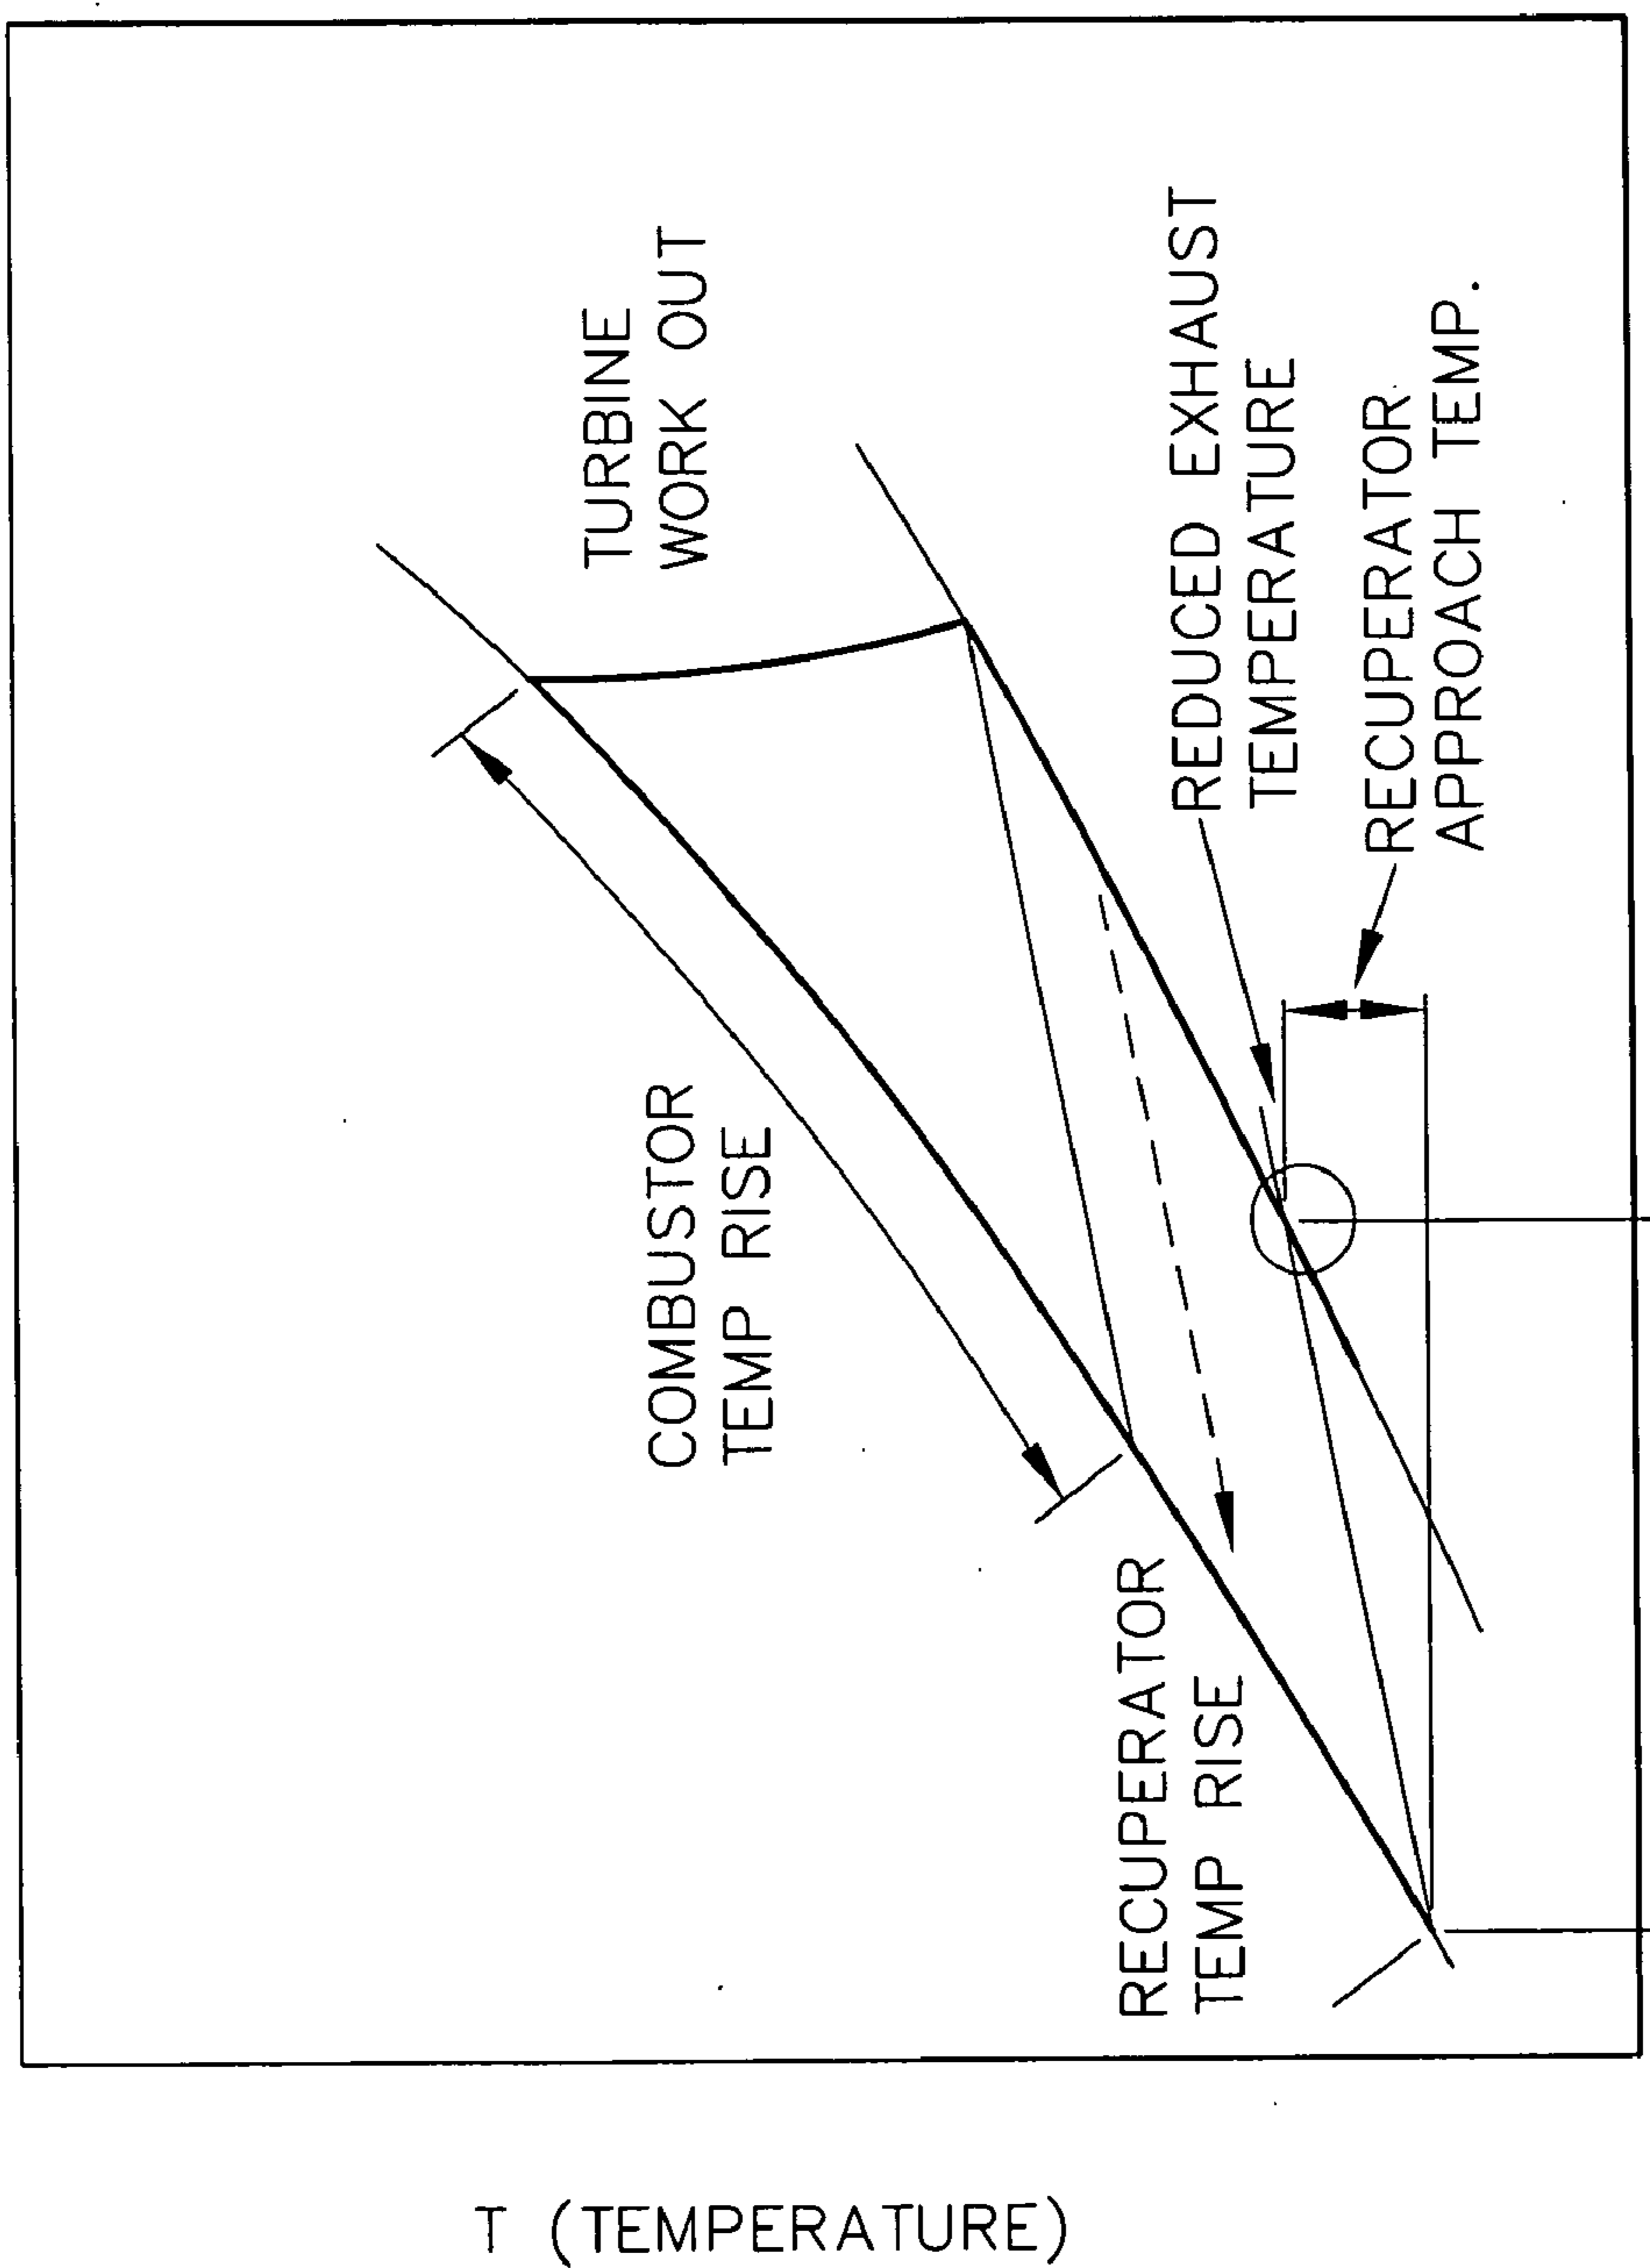 TURBINE
WORK OUT
COMBUSTOR
TEMP RISE
REDUCED EXHAUST
TEMPERATURE
RECUPERATOR
APPROACH TEMP.
RECUPERATOR
TEMP RISE
T (TEMPERATURE)